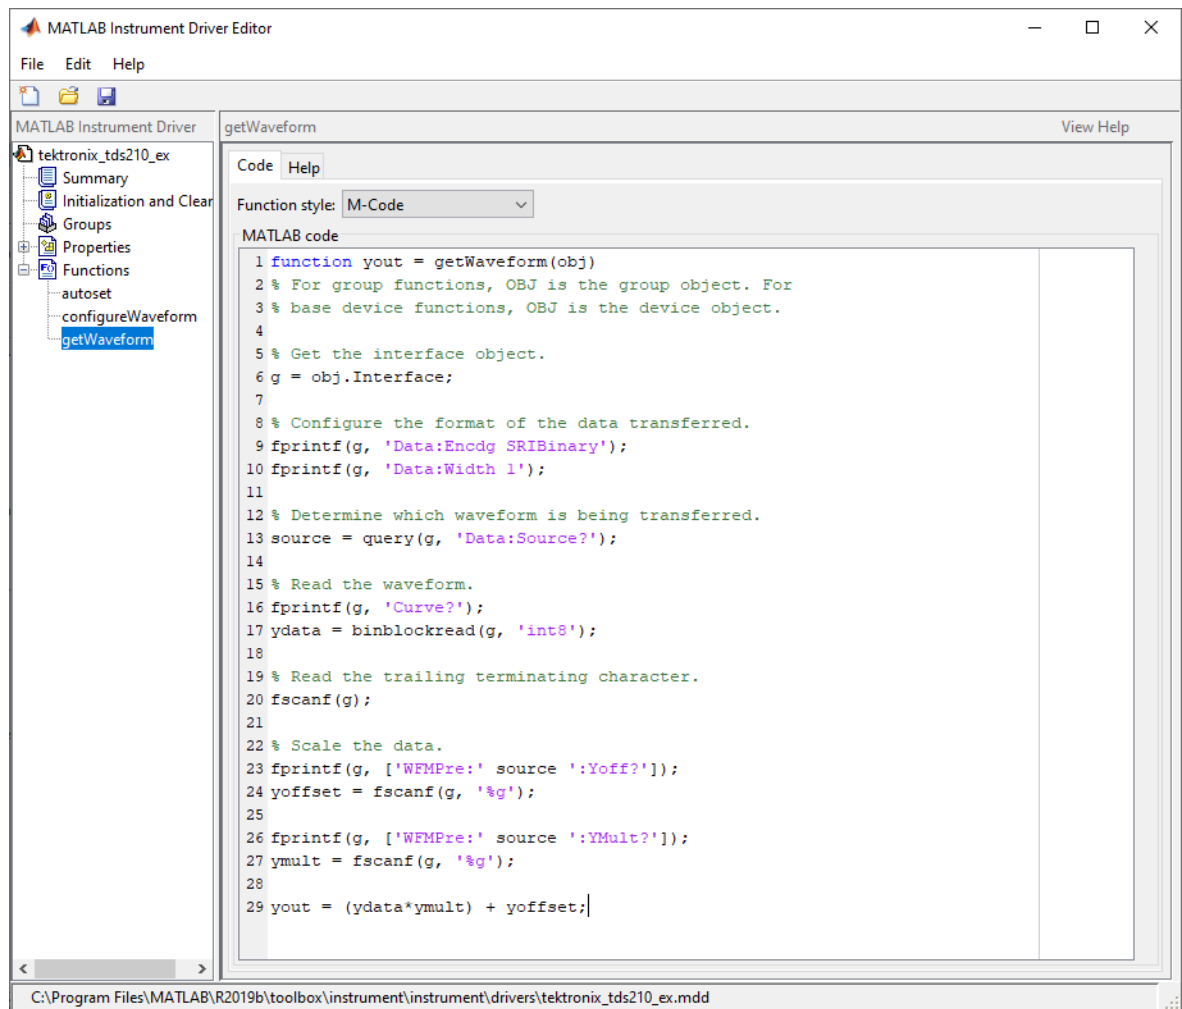 MATLAB Instrument Driver Editor
File Edit Help
MATLAB Instrument Driver
getWaveform View Help
tektronix_tds210_ex
Summary
Initialization and Clear
Groups
Properties
Functions
autoset
configureWaveform
getWaveform
Code Help
Function style: M-Code
MATLAB code
1 function yout = getWaveform(obj)
2 % For group functions, OBJ is the group object. For
3 % base device functions, OBJ is the device object.
4
5 % Get the interface object.
6 g = obj.Interface;
7
8 % Configure the format of the data transferred.
9 fprintf(g, 'Data:Encdg SRIBinary');
10 fprintf(g, 'Data:Width 1');
11
12 % Determine which waveform is being transferred.
13 source = query(g, 'Data:Source?');
14
15 % Read the waveform.
16 fprintf(g, 'Curve?');
17 ydata = binblockread(g, 'int8');
18
19 % Read the trailing terminating character.
20 fscanf(g);
21
22 % Scale the data.
23 fprintf(g, ['WFMPre:' source ':Yoff?']);
24 yoffset = fscanf(g, '%g');
25
26 fprintf(g, ['WFMPre:' source ':YMult?']);
27 ymult = fscanf(g, '%g');
28
29 yout = (ydata*ymult) + yoffset;
C:\Program Files\MATLAB\R2019b\toolbox\instrument\instrument\drivers\tektronix_tds210_ex.mdd